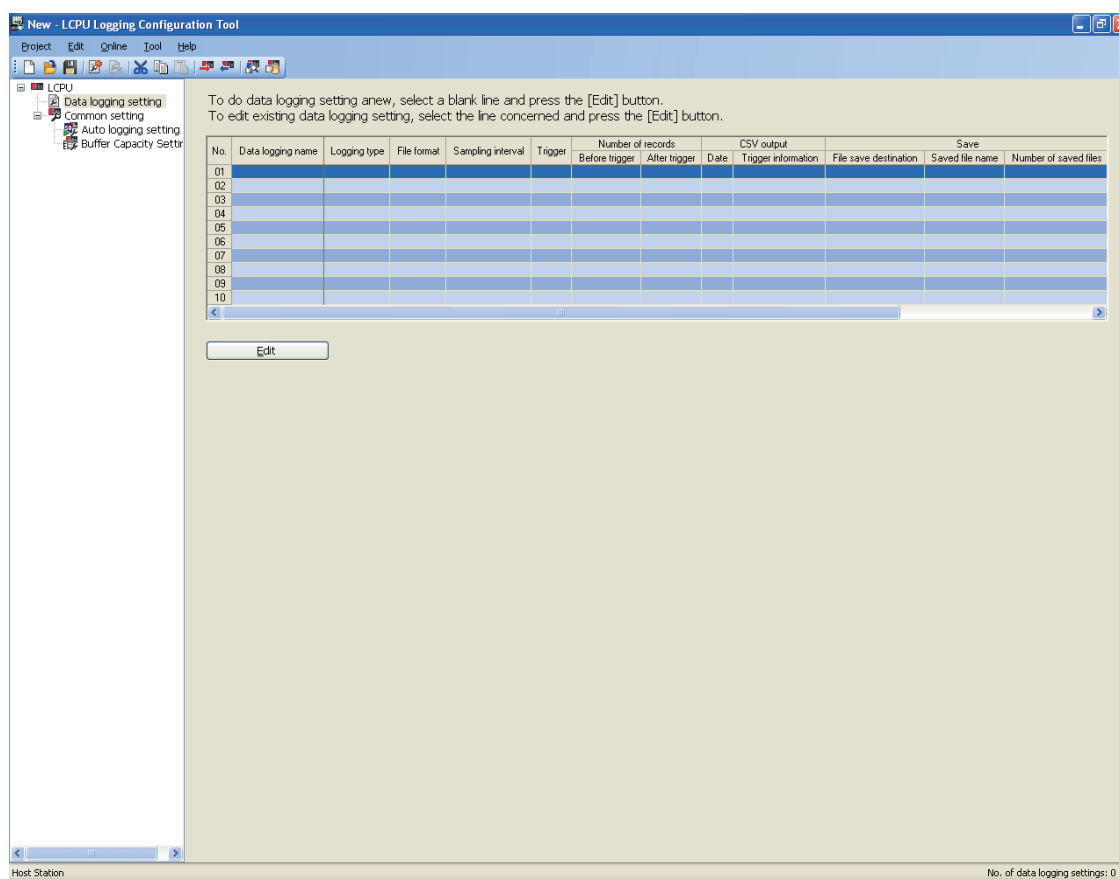 New - LCPU Logging Configuration Tool
Project Edit Online Tool Help
LCPU
Data logging setting
Common setting
Auto logging setting
Buffer Capacity Settir
To do data logging setting anew, select a blank line and press the [Edit] button.
To edit existing data logging setting, select the line concerned and press the [Edit] button.
No. Data logging name Logging type File format Sampling interval Trigger Number of records CSV output Save
Before trigger After trigger Date Trigger information File save destination Saved file name Number of saved files
01
02
03
04
05
06
07
08
09
10
Edit
Host Station No. of data logging settings: 0